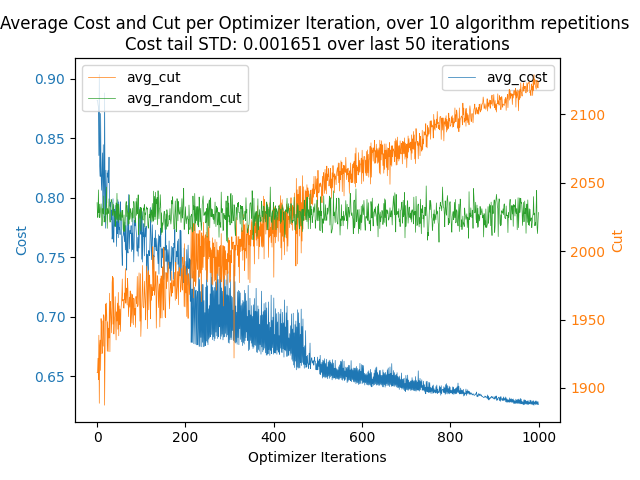 Average Cost and Cut per Optimizer Iteration, over 10 algorithm repetitions
Cost tail STD: 0.001651 over last 50 iterations
avg_cut
avg_random_cut
avg_cost
0.90
0.85
0.80
0.75
0.70
0.65
Cost
2100
2050
2000
1950
1900
Cut
0
200
400
600
800
1000
Optimizer Iterations